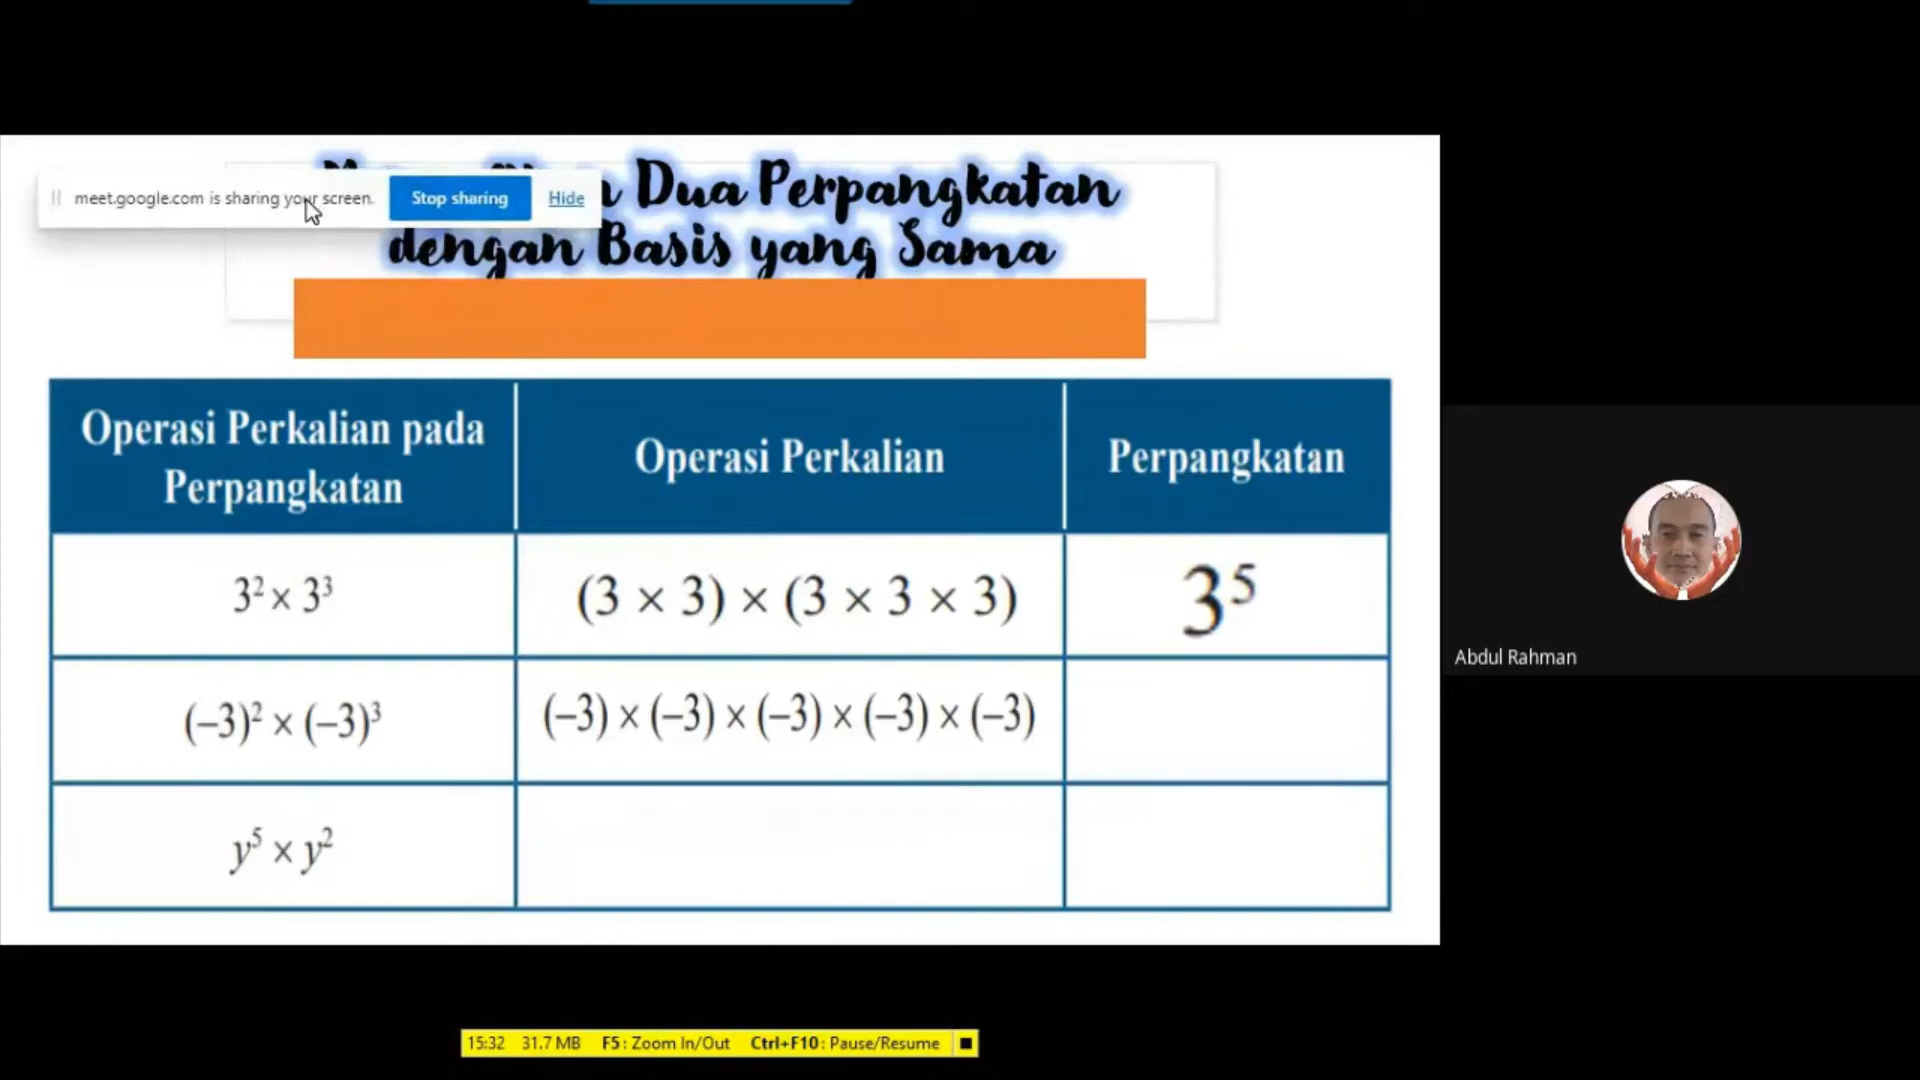 Dua Perpangkatan
meet.google.com is sharing your screen. Stop sharing Hide
dengan Basis yang Sama
Operasi Perkalian pada
Perpangkatan
Operasi Perkalian
Perpangkatan
3² × 3³
(3 × 3) × (3 × 3 × 3)
3⁵
(–3)² × (–3)³
(–3) × (–3) × (–3) × (–3) × (–3)
y⁵ × y²
Abdul Rahman
15:32 31.7 MB F5: Zoom In/Out Ctrl+F10: Pause/Resume